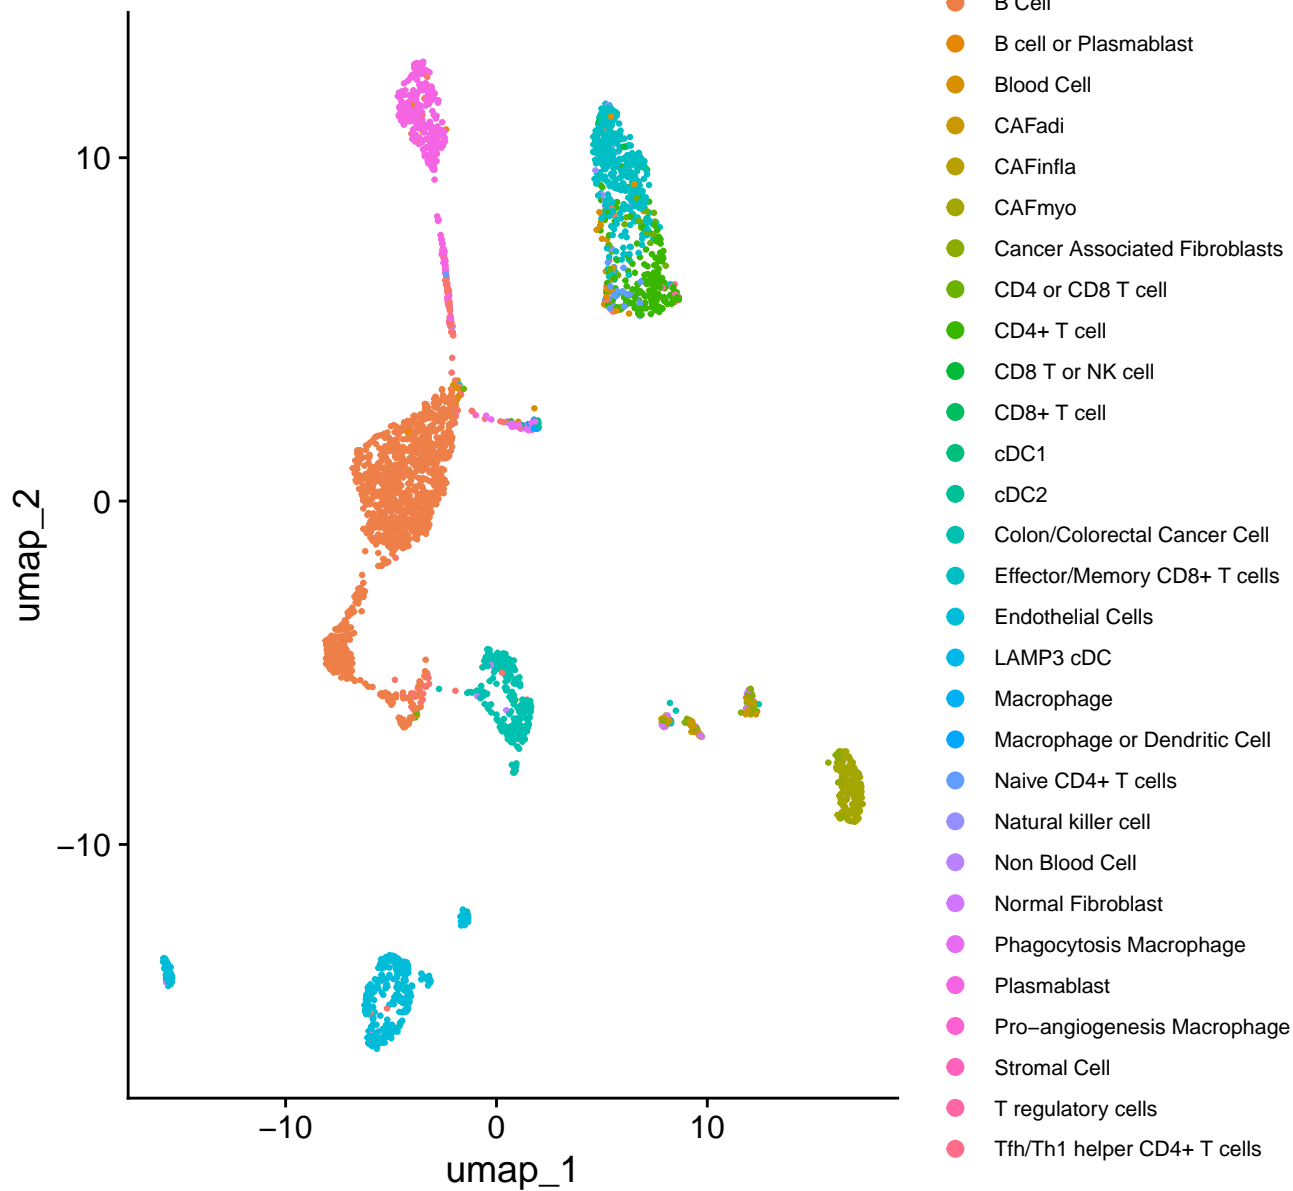 B Cell
B cell or Plasmablast
Blood Cell
CAFadi
CAFinfla
CAFmyo
Cancer Associated Fibroblasts
CD4 or CD8 T cell
CD4+ T cell
CD8 T or NK cell
CD8+ T cell
cDC1
cDC2
Colon/Colorectal Cancer Cell
Effector/Memory CD8+ T cells
Endothelial Cells
LAMP3 cDC
Macrophage
Macrophage or Dendritic Cell
Naive CD4+ T cells
Natural killer cell
Non Blood Cell
Normal Fibroblast
Phagocytosis Macrophage
Plasmablast
Pro−angiogenesis Macrophage
Stromal Cell
T regulatory cells
Tfh/Th1 helper CD4+ T cells
10
0
−10
umap_2
−10 0 10
umap_1